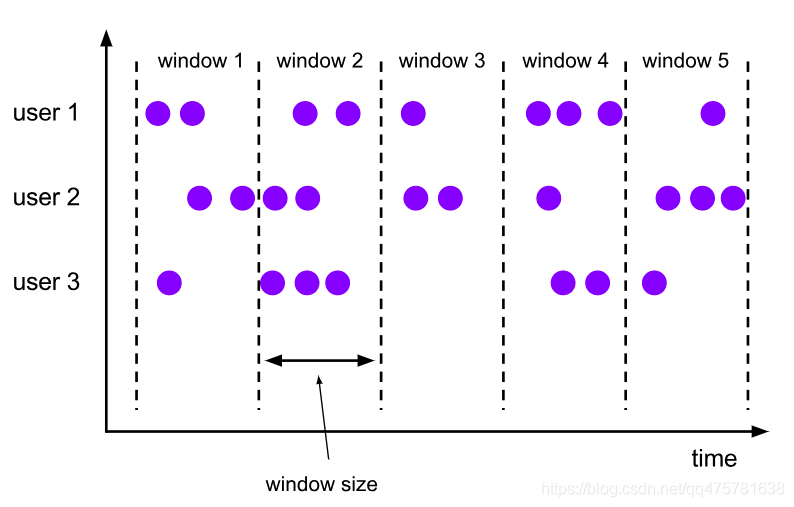 window 1 window 2 window 3 window 4 window 5
user 1
user 2
user 3
time
window size
https://blog.csdn.net/qq475781638